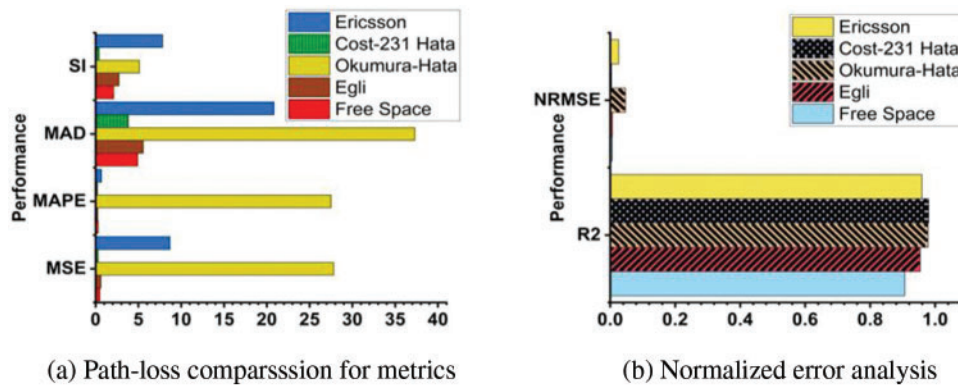 Ericsson
Cost-231 Hata
Okumura-Hata
Egli
Free Space
Performance
SI
MAD
MAPE
MSE
0 5 10 15 20 25 30 35 40
(a) Path-loss comparsssion for metrics
Ericsson
Cost-231 Hata
Okumura-Hata
Egli
Free Space
Performance
NRMSE
R2
0.0 0.2 0.4 0.6 0.8 1.0
(b) Normalized error analysis